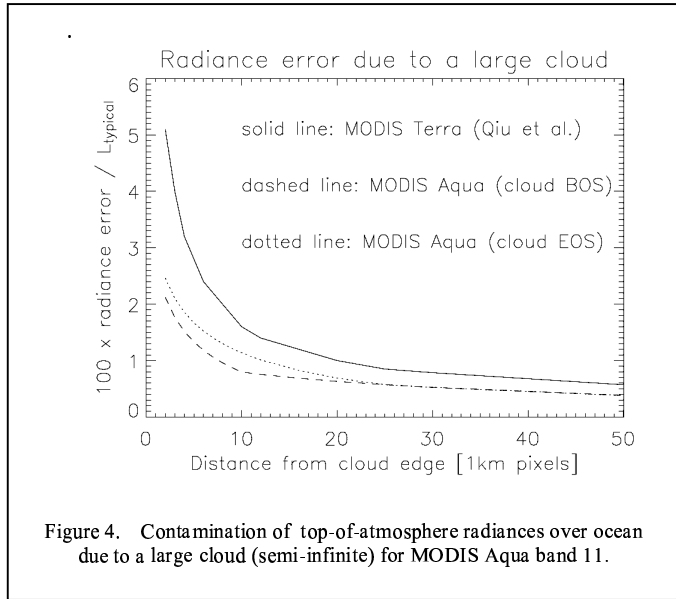 Radiance error due to a large cloud
6
5
4
3
2
1
0
100 x radiance error / Ltypical
solid line: MODIS Terra (Qiu et al.)
dashed line: MODIS Aqua (cloud BOS)
dotted line: MODIS Aqua (cloud EOS)
0 10 20 30 40 50
Distance from cloud edge [1km pixels]
Figure 4. Contamination of top-of-atmosphere radiances over ocean
due to a large cloud (semi-infinite) for MODIS Aqua band 11.